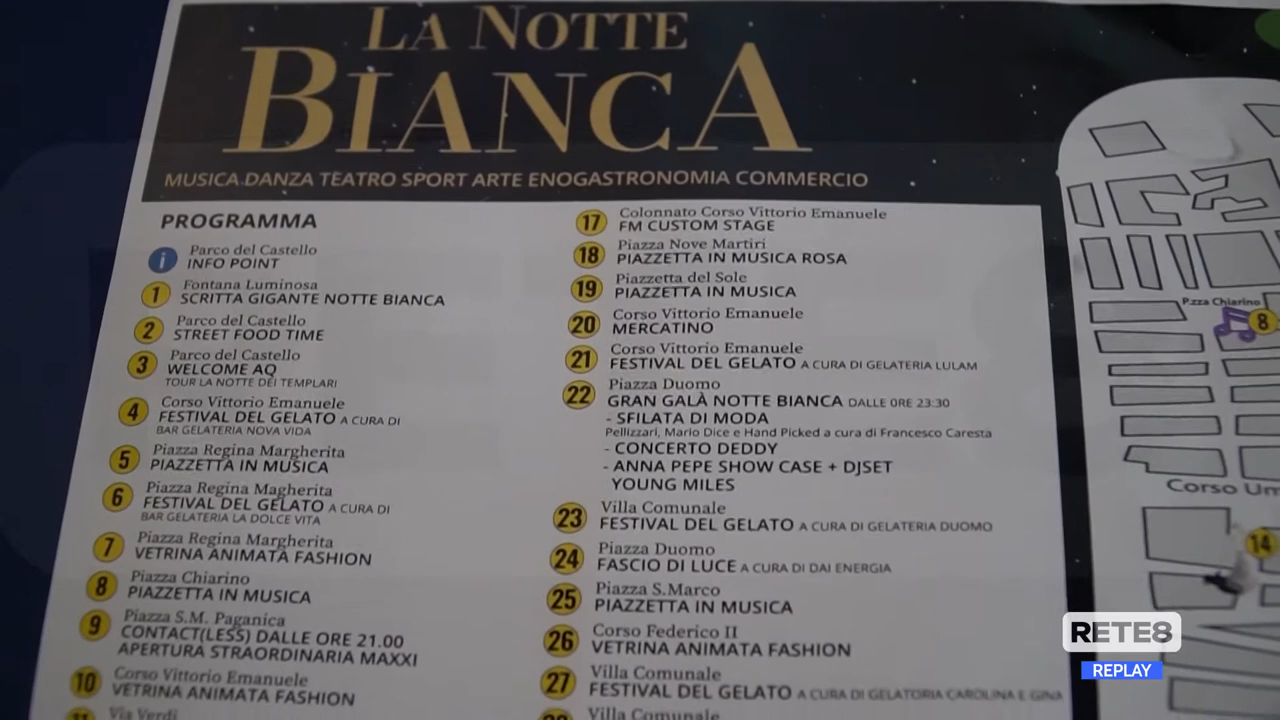 LA NOTTE
BIANCA
MUSICA DANZA TEATRO SPORT ARTE ENOGASTRONOMIA COMMERCIO
PROGRAMMA
i Parco del Castello
INFO POINT
1 Fontana Luminosa
SCRITTA GIGANTE NOTTE BIANCA
2 Parco del Castello
STREET FOOD TIME
3 Parco del Castello
WELCOME AQ
TOUR LA NOTTE DEI TEMPLARI
4 Corso Vittorio Emanuele
FESTIVAL DEL GELATO A CURA DI
BAR GELATERIA NOVA VIDA
5 Piazza Regina Margherita
PIAZZETTA IN MUSICA
6 Piazza Regina Magherita
FESTIVAL DEL GELATO A CURA DI
BAR GELATERIA LA DOLCE VITA
7 Piazza Regina Margherita
VETRINA ANIMATA FASHION
8 Piazza Chiarino
PIAZZETTA IN MUSICA
9 Piazza S.M. Paganica
CONTACT(LESS) DALLE ORE 21.00
APERTURA STRAORDINARIA MAXXI
10 Corso Vittorio Emanuele
VETRINA ANIMATA FASHION
11 Via Verdi
17 Colonnato Corso Vittorio Emanuele
FM CUSTOM STAGE
18 Piazza Nove Martiri
PIAZZETTA IN MUSICA ROSA
19 Piazzetta del Sole
PIAZZETTA IN MUSICA
20 Corso Vittorio Emanuele
MERCATINO
21 Corso Vittorio Emanuele
FESTIVAL DEL GELATO A CURA DI GELATERIA LULAM
22 Piazza Duomo
GRAN GALÀ NOTTE BIANCA DALLE ORE 23:30
- SFILATA DI MODA
Pellizzari, Mario Dice e Hand Picked a cura di Francesco Caresta
- CONCERTO DEDDY
- ANNA PEPE SHOW CASE + DJSET
YOUNG MILES
23 Villa Comunale
FESTIVAL DEL GELATO A CURA DI GELATERIA DUOMO
24 Piazza Duomo
FASCIO DI LUCE A CURA DI DAI ENERGIA
25 Piazza S.Marco
PIAZZETTA IN MUSICA
26 Corso Federico II
VETRINA ANIMATA FASHION
27 Villa Comunale
FESTIVAL DEL GELATO A CURA DI GELATORIA CAROLINA E GINA
Villa Comunale
P.zza Chiarino
8
Corso Um
14
RETE8
REPLAY